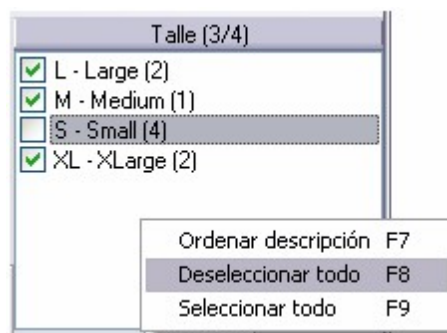 Talle (3/4)
L - Large (2)
M - Medium (1)
S - Small (4)
XL - XLarge (2)
Ordenar descripción F7
Deseleccionar todo F8
Seleccionar todo F9